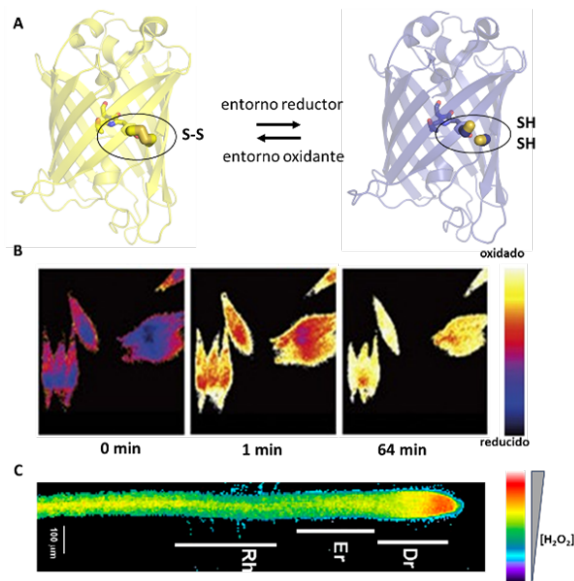 A
S-S
entorno reductor
entorno oxidante
SH
SH
B
oxidado
reducido
0 min
1 min
64 min
C
100 µm
Rh
Er
Dr
[H₂O₂]